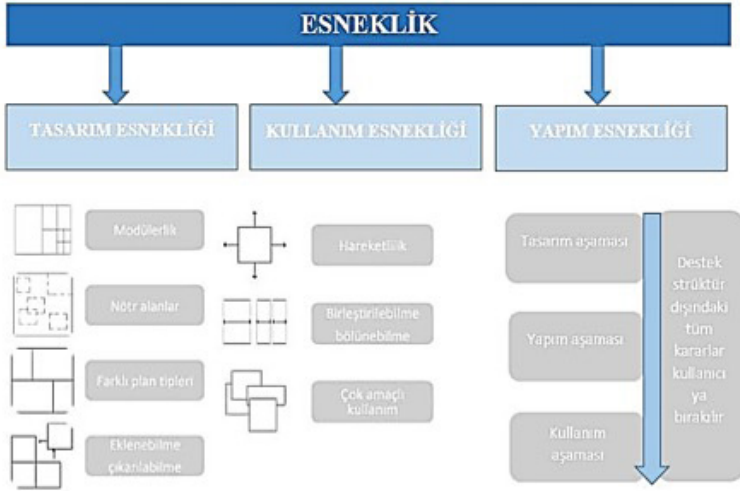 ESNEKLİK
TASARIM ESNEKLİĞİ
KULLANIM ESNEKLİĞİ
YAPIM ESNEKLİĞİ
Modülerlik
Nötr alanlar
Farklı plan tipleri
Eklenebilme
çıkarılabilme
Hareketlilik
Birleştirilebilme
bölünebilme
Çok amaçlı
kullanım
Tasarım aşaması
Yapım aşaması
Kullanım
aşaması
Destek
strüktür
dışındaki
tüm
kararlar
kullanıcı
ya
bırakılır